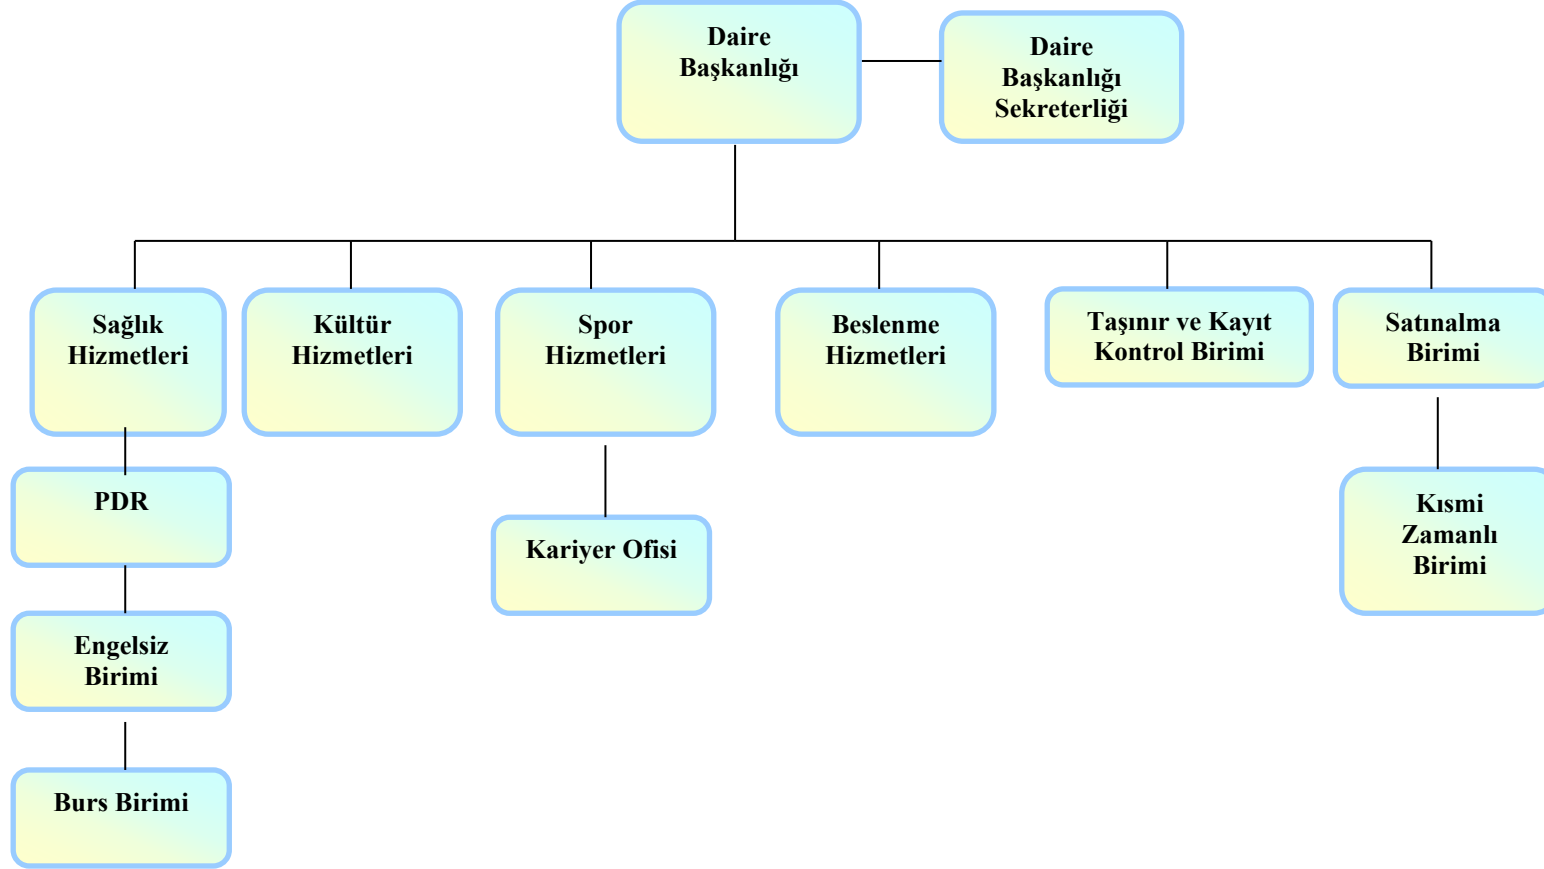 Daire
Başkanlığı
Daire
Başkanlığı
Sekreterliği
Sağlık
Hizmetleri
Kültür
Hizmetleri
Spor
Hizmetleri
Beslenme
Hizmetleri
Taşınır ve Kayıt
Kontrol Birimi
Satınalma
Birimi
PDR
Kariyer Ofisi
Kısmi
Zamanlı
Birimi
Engelsiz
Birimi
Burs Birimi